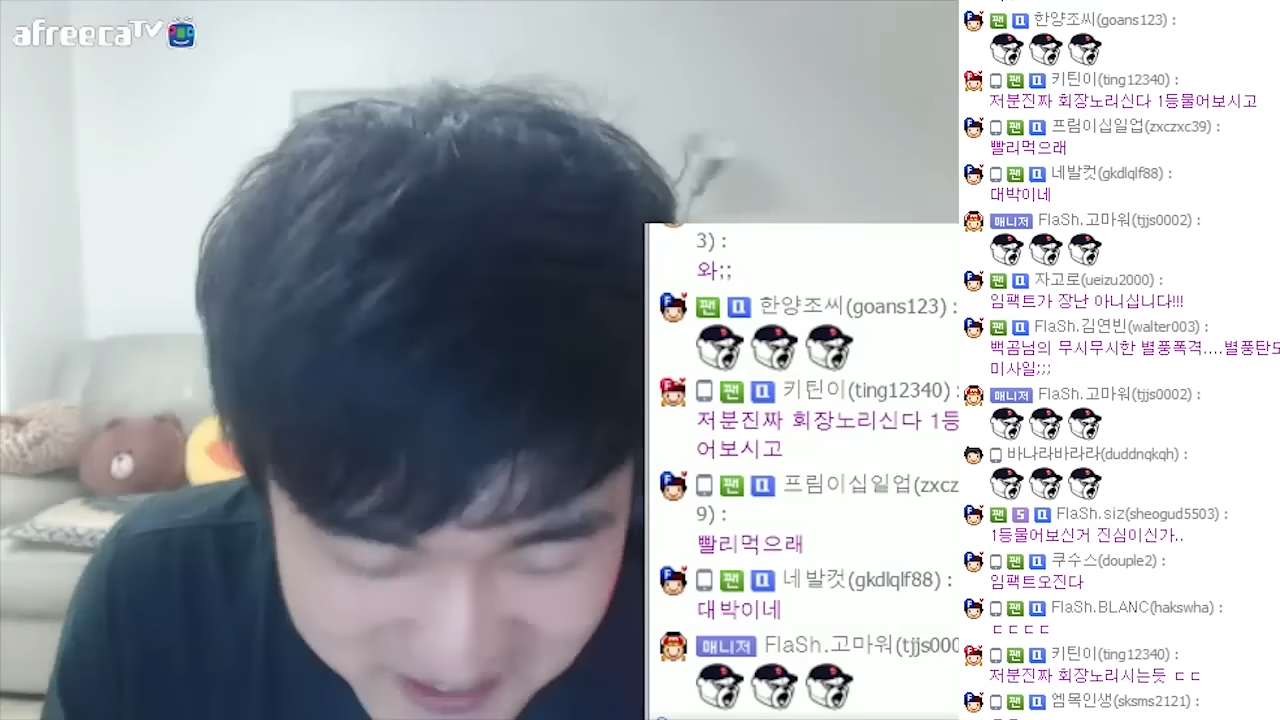 afreecaTV
3) :
와;;
한양조씨(goans123) :
키틴이(ting12340) :
저분진짜 회장노리신다 1등
어보시고
프림이십일업(zxcz
9) :
빨리먹으래
네발컷(gkdlqlf88) :
대박이네
매니저 FlaSh.고마워(tjjs000
한양조씨(goans123) :
키틴이(ting12340) :
저분진짜 회장노리신다 1등물어보시고
프림이십일업(zxczxc39) :
빨리먹으래
네발컷(gkdlqlf88) :
대박이네
매니저 FlaSh.고마워(tjjs0002) :
자고로(ueizu2000) :
임팩트가 장난 아니십니다!!!
FlaSh.김연빈(walter003) :
백곰님의 무시무시한 별풍폭격....별풍탄도
미사일;;;
매니저 FlaSh.고마워(tjjs0002) :
바나라바라라(duddnqkqh) :
팬 S FlaSh.siz(sheogud5503) :
1등물어보신거 진심이신가..
쿠수스(douple2) :
임팩트오진다
FlaSh.BLANC(hakswha) :
ㄷㄷㄷㄷ
키틴이(ting12340) :
저분진짜 회장노리시는듯 ㄷㄷ
엠목인생(sksms2121) :